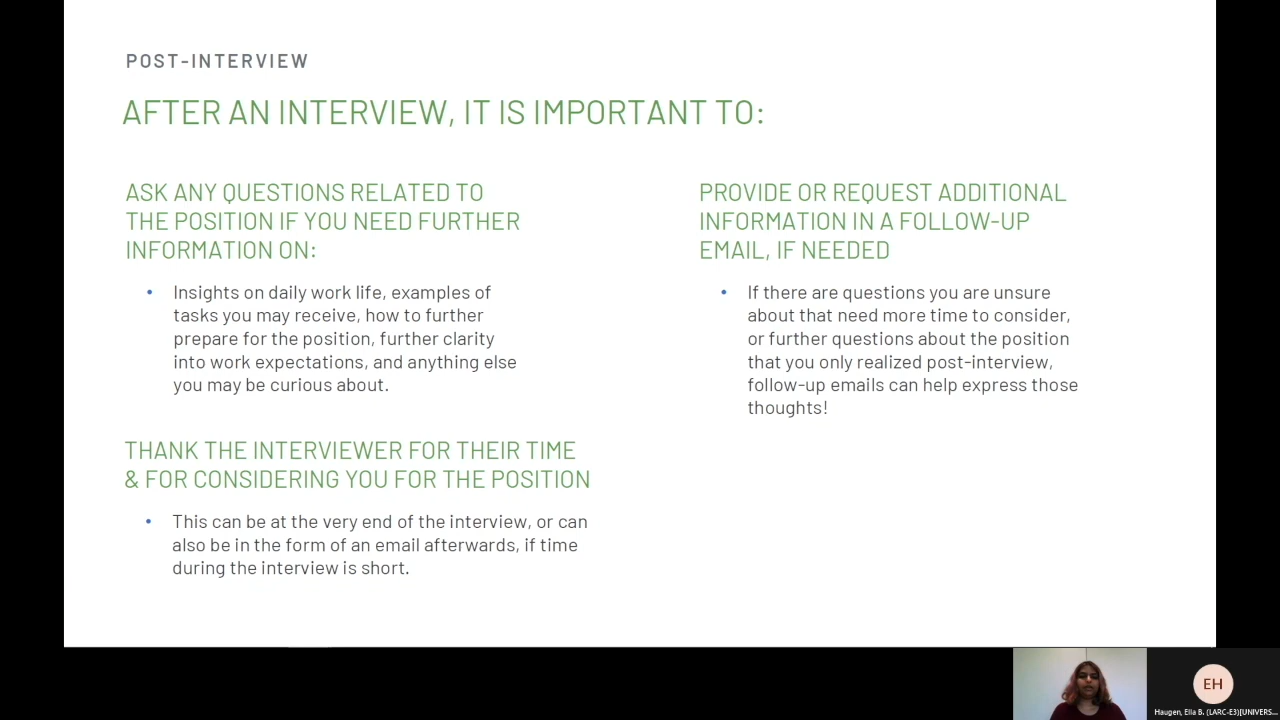 POST-INTERVIEW
AFTER AN INTERVIEW, IT IS IMPORTANT TO:
ASK ANY QUESTIONS RELATED TO
THE POSITION IF YOU NEED FURTHER
INFORMATION ON:
• Insights on daily work life, examples of
tasks you may receive, how to further
prepare for the position, further clarity
into work expectations, and anything else
you may be curious about.
THANK THE INTERVIEWER FOR THEIR TIME
& FOR CONSIDERING YOU FOR THE POSITION
• This can be at the very end of the interview, or can
also be in the form of an email afterwards, if time
during the interview is short.
PROVIDE OR REQUEST ADDITIONAL
INFORMATION IN A FOLLOW-UP
EMAIL, IF NEEDED
• If there are questions you are unsure
about that need more time to consider,
or further questions about the position
that you only realized post-interview,
follow-up emails can help express those
thoughts!
EH
Haugen, Ella B. (LARC-E3)[UNIVERS...